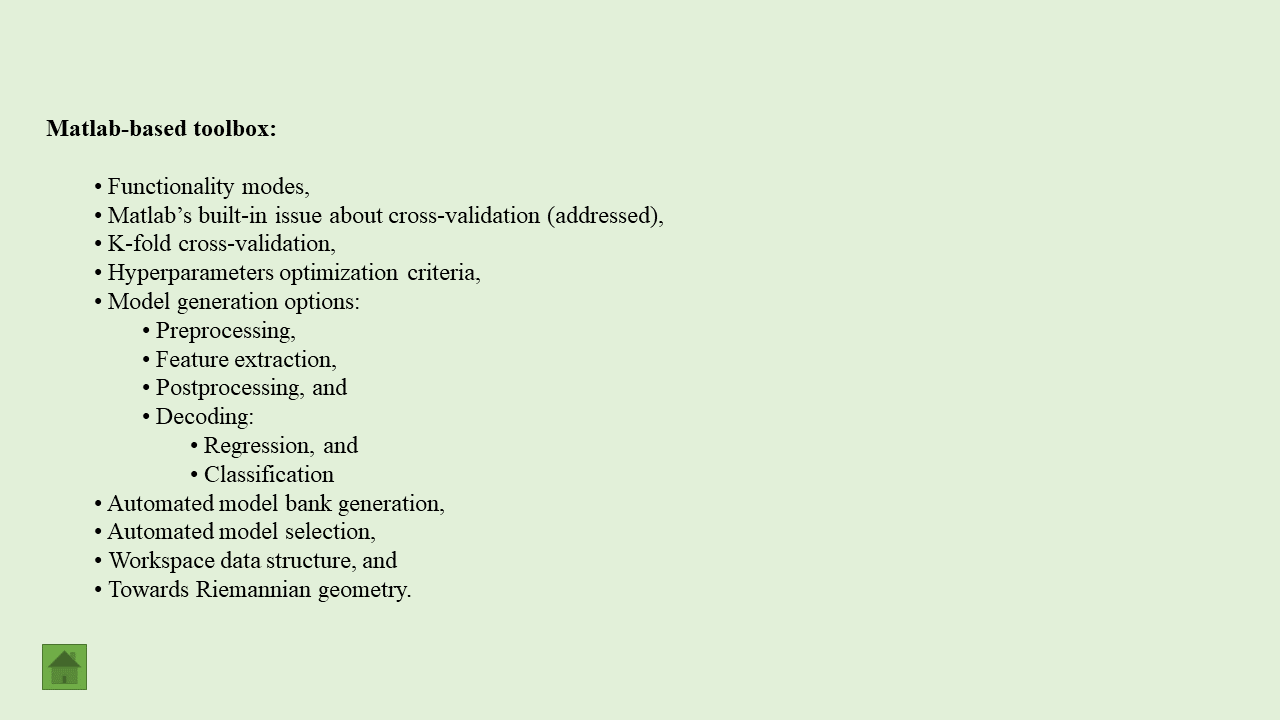 Matlab-based toolbox:
• Functionality modes,
• Matlab’s built-in issue about cross-validation (addressed),
• K-fold cross-validation,
• Hyperparameters optimization criteria,
• Model generation options:
• Preprocessing,
• Feature extraction,
• Postprocessing, and
• Decoding:
• Regression, and
• Classification
• Automated model bank generation,
• Automated model selection,
• Workspace data structure, and
• Towards Riemannian geometry.